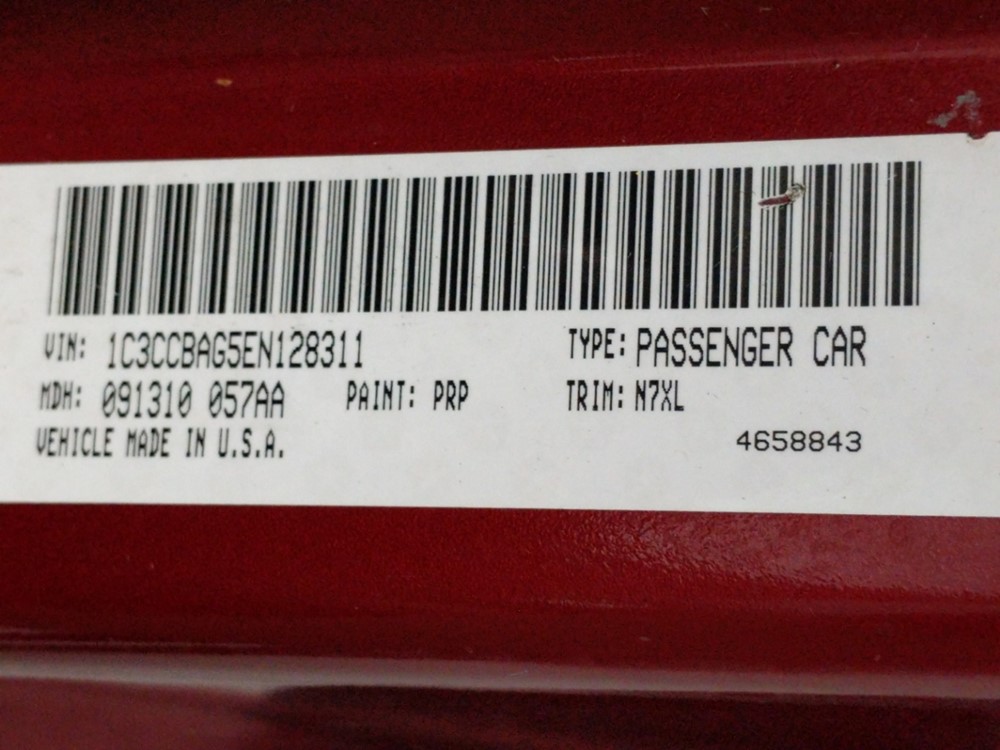 VIN: 1C3CCBAG5EN128311 TYPE: PASSENGER CAR
MDH: 091310 057AA PAINT: PRP TRIM: N7XL
VEHICLE MADE IN U.S.A. 4658843